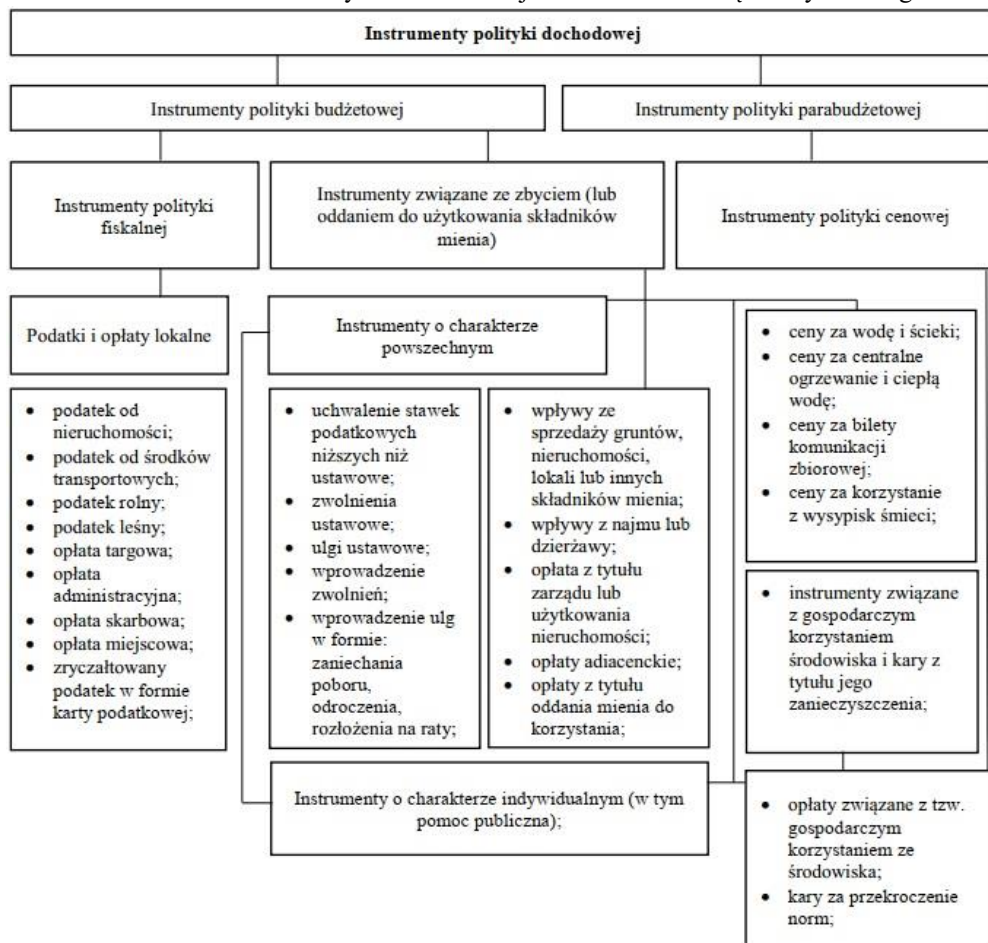 Instrumenty polityki dochodowej
Instrumenty polityki budżetowej
Instrumenty polityki parabudżetowej
Instrumenty polityki
fiskalnej
Instrumenty związane ze zbyciem (lub
oddaniem do użytkowania składników
mienia)
Instrumenty polityki cenowej
Podatki i opłaty lokalne
Instrumenty o charakterze
powszechnym
• podatek od
nieruchomości;
• podatek od środków
transportowych;
• podatek rolny;
• podatek leśny;
• opłata targowa;
• opłata
administracyjna;
• opłata skarbowa;
• opłata miejscowa;
• zryczałtowany
podatek w formie
karty podatkowej;
• uchwalenie stawek
podatkowych
niższych niż
ustawowe;
• zwolnienia
ustawowe;
• ulgi ustawowe;
• wprowadzenie
zwolnień;
• wprowadzenie ulg
w formie:
zaniechania
poboru,
odroczenia,
rozłożenia na raty;
• wpływy ze
sprzedaży gruntów,
nieruchomości,
lokali lub innych
składników mienia;
• wpływy z najmu lub
dzierżawy;
• opłata z tytułu
zarządu lub
użytkowania
nieruchomości;
• opłaty adiacenckie;
• opłaty z tytułu
oddania mienia do
korzystania;
• ceny za wodę i ścieki;
• ceny za centralne
ogrzewanie i ciepłą
wodę;
• ceny za bilety
komunikacji
zbiorowej;
• ceny za korzystanie
z wysypisk śmieci;
• instrumenty związane
z gospodarczym
korzystaniem
środowiska i kary z
tytułu jego
zanieczyszczenia;
Instrumenty o charakterze indywidualnym (w tym
pomoc publiczna);
• opłaty związane z tzw.
gospodarczym
korzystaniem ze
środowiska;
• kary za przekroczenie
norm;